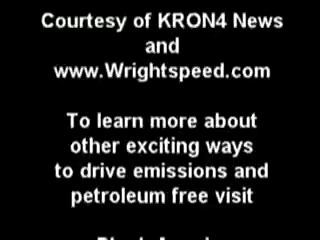 Courtesy of KRON4 News
and
www.Wrightspeed.com
To learn more about
other exciting ways
to drive emissions and
petroleum free visit